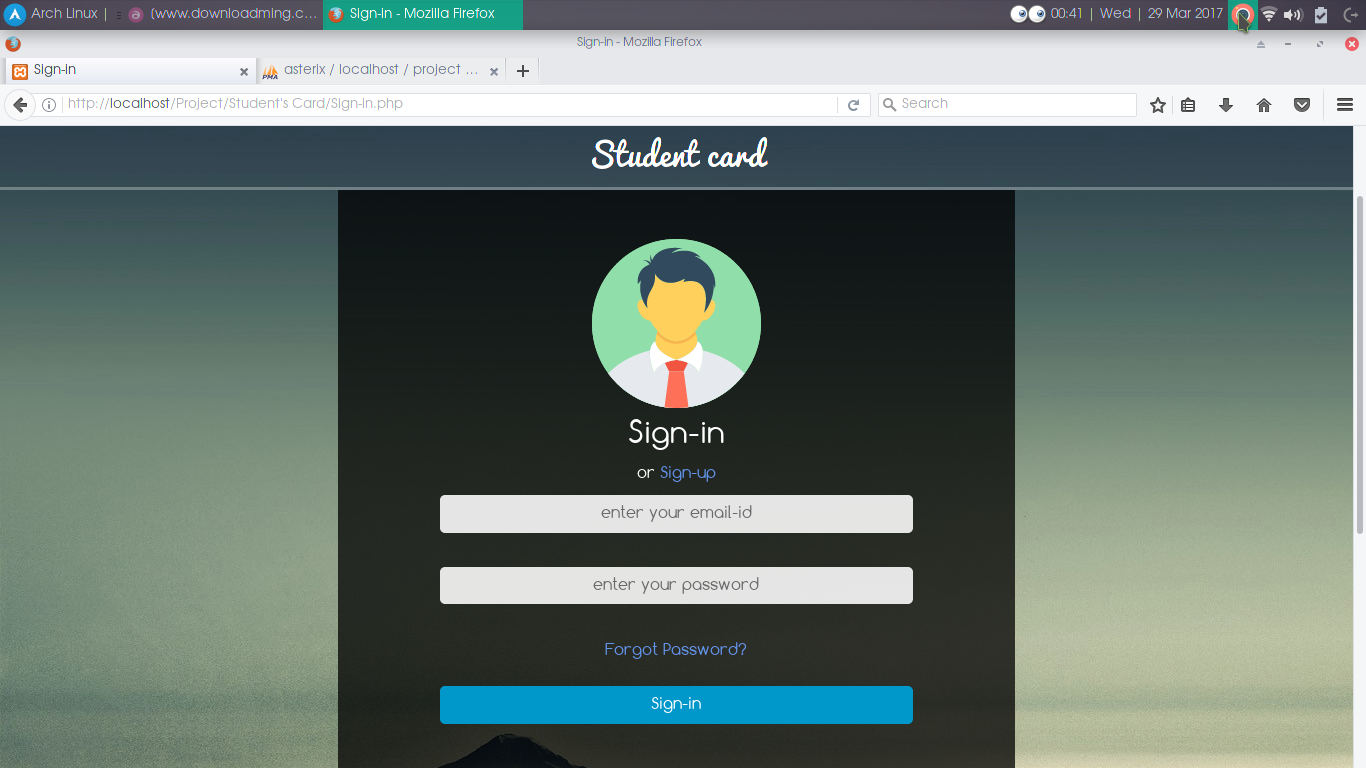 Arch Linux |
[www.downloadming.c...
Sign-in - Mozilla Firefox
00:41 | Wed | 29 Mar 2017
Sign-in - Mozilla Firefox
Sign-in
PMA
asterix / localhost / project ...
http://localhost/Project/Student's Card/Sign-in.php
Search
Student card
Sign-in
or Sign-up
enter your email-id
enter your password
Forgot Password?
Sign-in